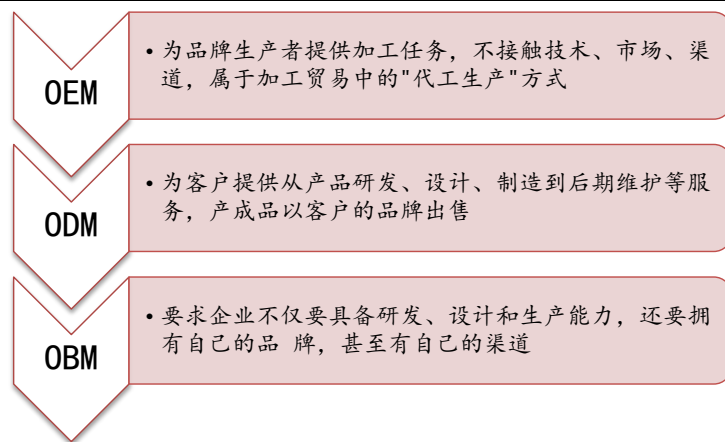 OEM
•为品牌生产者提供加工任务，不接触技术、市场、渠
道，属于加工贸易中的"代工生产"方式
ODM
•为客户提供从产品研发、设计、制造到后期维护等服
务，产成品以客户的品牌出售
OBM
•要求企业不仅要具备研发、设计和生产能力，还要拥
有自己的品 牌，甚至有自己的渠道